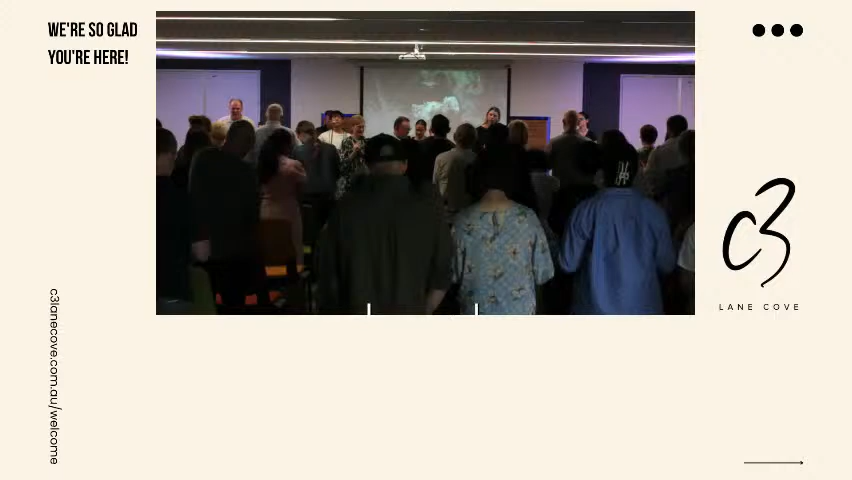 WE'RE SO GLAD
YOU'RE HERE!
c3
LANE COVE
c3lanecove.com.au/welcome